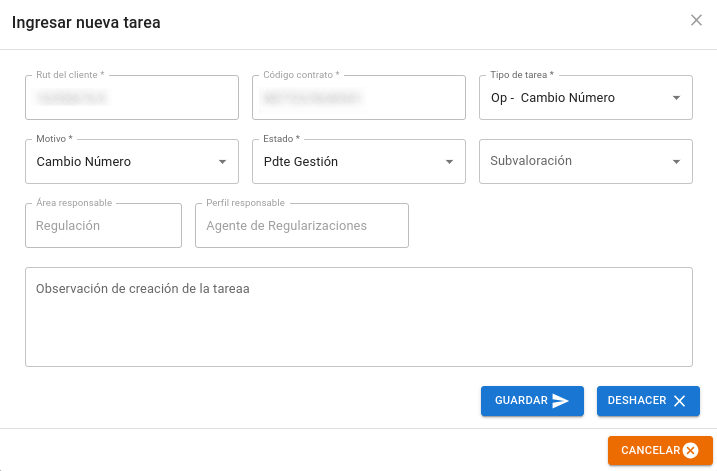 Ingresar nueva tarea
Rut del cliente * Código contrato * Tipo de tarea *
Op - Cambio Número
Motivo * Estado *
Cambio Número Pdte Gestión Subvaloración
Área responsable Perfil responsable
Regulación Agente de Regularizaciones
Observación de creación de la tareaa
GUARDAR DESHACER
CANCELAR